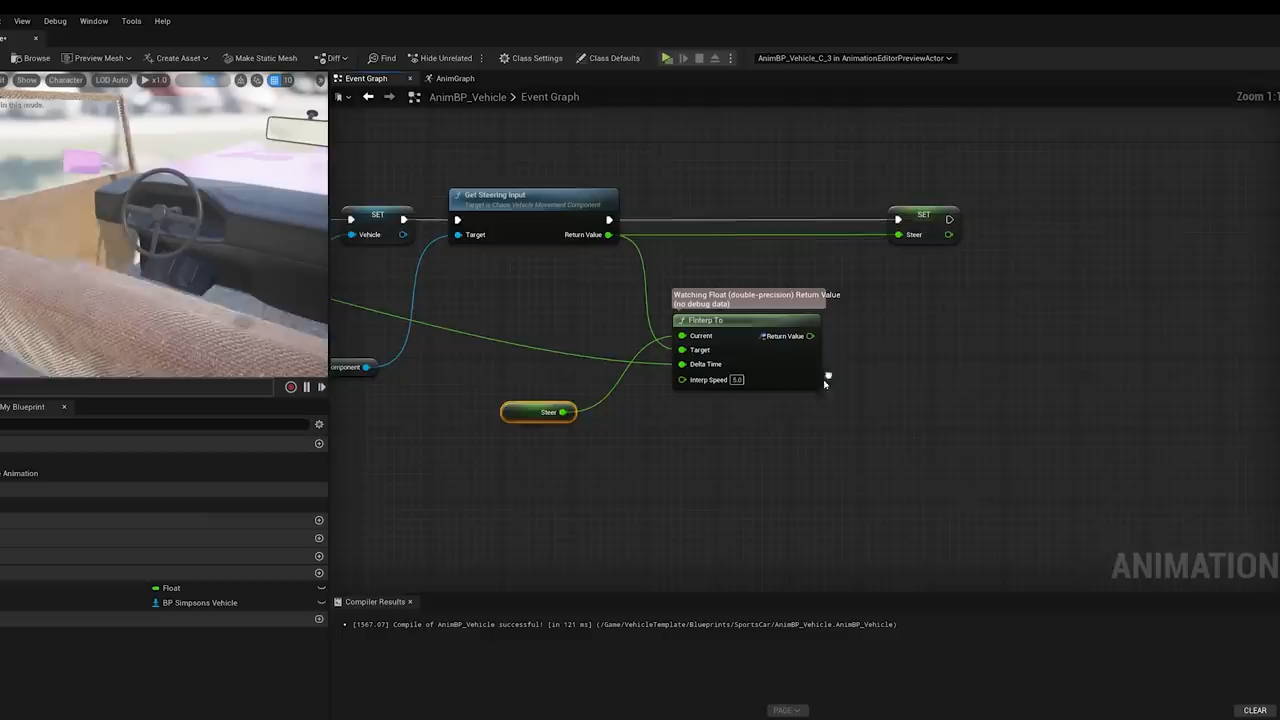 View Debug Window Tools Help
Browse Preview Mesh Create Asset Make Static Mesh Diff Find Hide Unrelated Class Settings Class Defaults AnimBP_Vehicle_C_3 in AnimationEditorPreviewActor
Show Character LOD Auto x1.0 10
in this mode.
Event Graph × AnimGraph
AnimBP_Vehicle > Event Graph
Zoom 1:1
SET
Vehicle
Get Steering Input
Target is Chaos Vehicle Movement Component
Target Return Value
SET
Steer
Watching Float (double-precision) Return Value
(no debug data)
FInterp To
Current Return Value
Target
Delta Time
Interp Speed 5.0
omponent
Steer
My Blueprint ×
Animation
Float
BP Simpsons Vehicle
ANIMATION
Compiler Results ×
[1567.07] Compile of AnimBP_Vehicle successful! [in 121 ms] (/Game/VehicleTemplate/Blueprints/SportsCar/AnimBP_Vehicle.AnimBP_Vehicle)
PAGE CLEAR